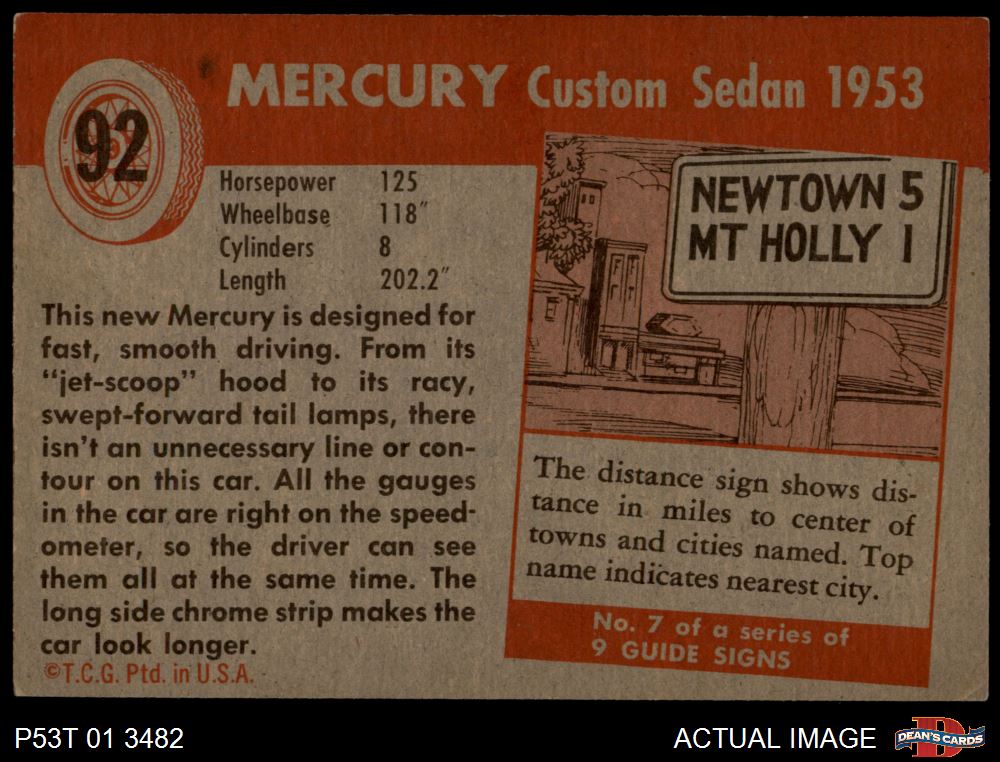 92
MERCURY Custom Sedan 1953
Horsepower 125
Wheelbase 118"
Cylinders 8
Length 202.2"
This new Mercury is designed for
fast, smooth driving. From its
"jet-scoop" hood to its racy,
swept-forward tail lamps, there
isn't an unnecessary line or con-
tour on this car. All the gauges
in the car are right on the speed-
ometer, so the driver can see
them all at the same time. The
long side chrome strip makes the
car look longer.
©T.C.G. Ptd. in U.S.A.
NEWTOWN 5
MT HOLLY 1
The distance sign shows dis-
tance in miles to center of
towns and cities named. Top
name indicates nearest city.
No. 7 of a series of
9 GUIDE SIGNS
P53T 01 3482
ACTUAL IMAGE
D
DEAN'S CARDS